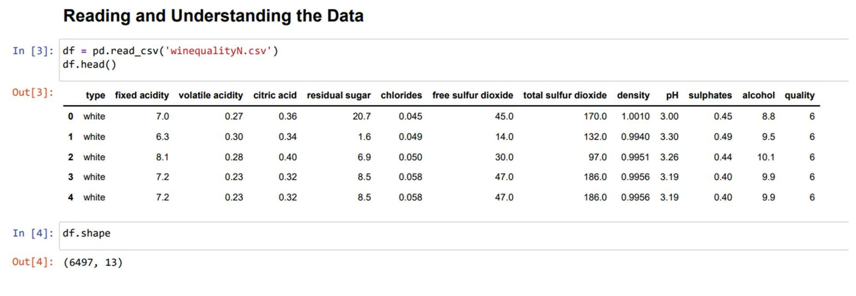 Reading and Understanding the Data
In [3]: df = pd.read_csv('winequalityN.csv')
df.head()
Out[3]:
type fixed acidity volatile acidity citric acid residual sugar chlorides free sulfur dioxide total sulfur dioxide density pH sulphates alcohol quality
0 white 7.0 0.27 0.36 20.7 0.045 45.0 170.0 1.0010 3.00 0.45 8.8 6
1 white 6.3 0.30 0.34 1.6 0.049 14.0 132.0 0.9940 3.30 0.49 9.5 6
2 white 8.1 0.28 0.40 6.9 0.050 30.0 97.0 0.9951 3.26 0.44 10.1 6
3 white 7.2 0.23 0.32 8.5 0.058 47.0 186.0 0.9956 3.19 0.40 9.9 6
4 white 7.2 0.23 0.32 8.5 0.058 47.0 186.0 0.9956 3.19 0.40 9.9 6
In [4]: df.shape
Out[4]: (6497, 13)